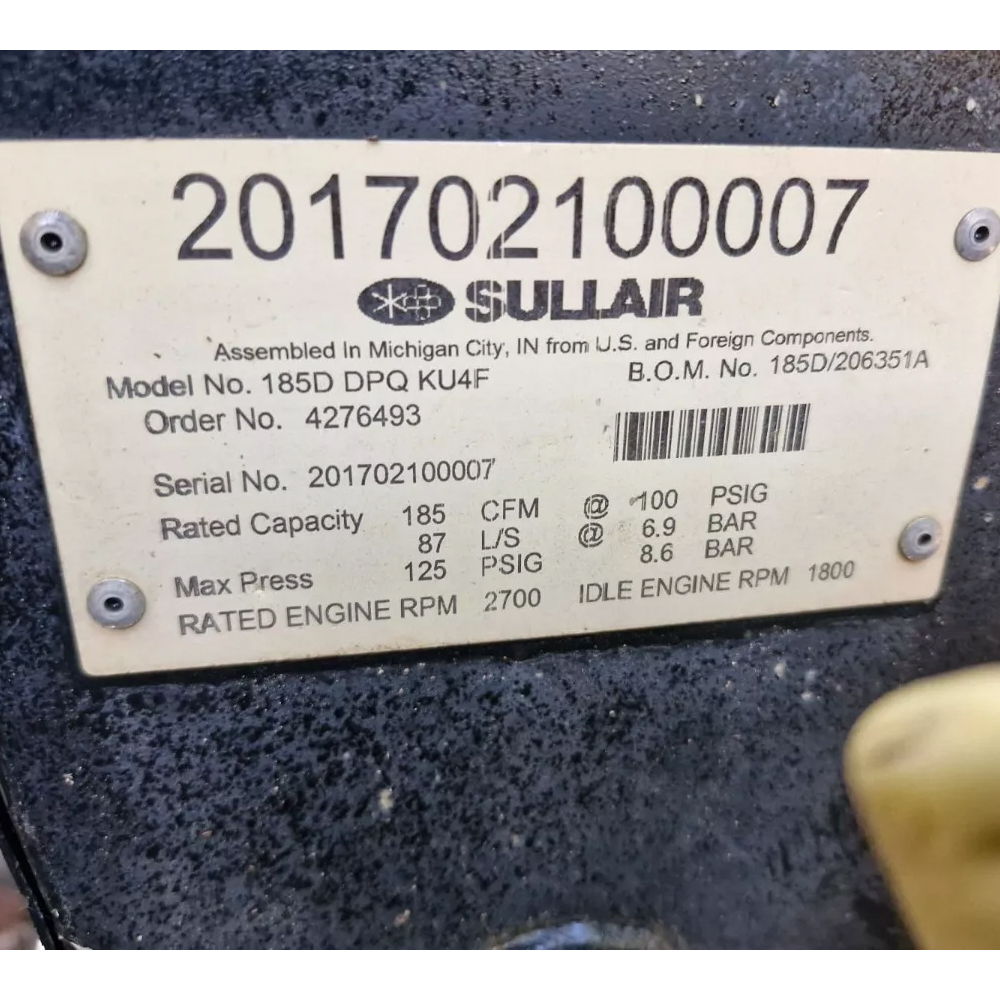 201702100007
SULLAIR
Assembled In Michigan City, IN from U.S. and Foreign Components.
Model No. 185D DPQ KU4F B.O.M. No. 185D/206351A
Order No. 4276493
Serial No. 201702100007
Rated Capacity 185 CFM @ 100 PSIG
87 L/S @ 6.9 BAR
Max Press 125 PSIG 8.6 BAR
RATED ENGINE RPM 2700 IDLE ENGINE RPM 1800